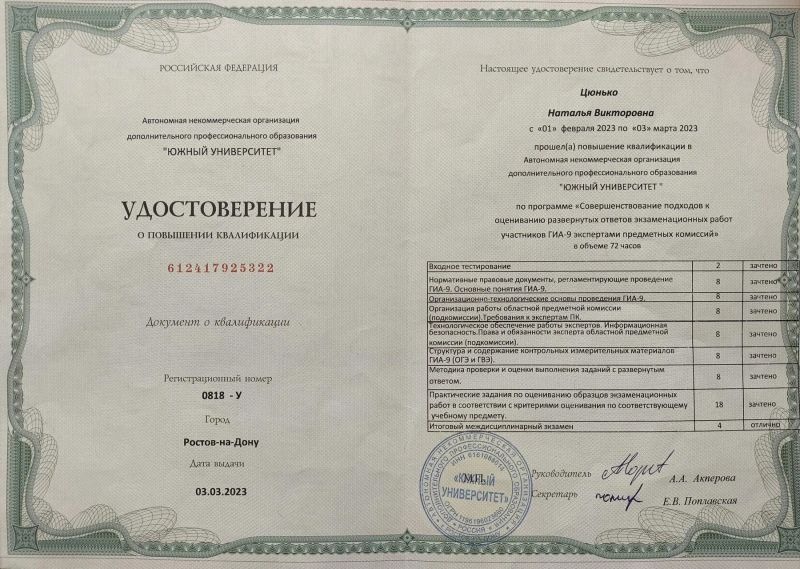 РОССИЙСКАЯ ФЕДЕРАЦИЯ
Автономная некоммерческая организация
дополнительного профессионального образования
"ЮЖНЫЙ УНИВЕРСИТЕТ"
УДОСТОВЕРЕНИЕ
О ПОВЫШЕНИИ КВАЛИФИКАЦИИ
612417925322
Документ о квалификации
Регистрационный номер
0818 - У
Город
Ростов-на-Дону
Дата выдачи
03.03.2023
Настоящее удостоверение свидетельствует о том, что
Цюнько
Наталья Викторовна
с «01» февраля 2023 по «03» марта 2023
прошел(а) повышение квалификации в
Автономная некоммерческая организация
дополнительного профессионального образования
"ЮЖНЫЙ УНИВЕРСИТЕТ "
по программе «Совершенствование подходов к
оцениванию развернутых ответов экзаменационных работ
участников ГИА-9 экспертами предметных комиссий»
в объеме 72 часов
Входное тестирование 2 зачтено
Нормативные правовые документы, регламентирующие проведение
ГИА-9. Основные понятия ГИА-9. 8 зачтено
Организационно-технологические основы проведения ГИА-9. 8 зачтено
Организация работы областной предметной комиссии
(подкомиссии).Требования к экспертам ПК. 8 зачтено
Технологическое обеспечение работы экспертов. Информационная
безопасность.Права и обязанности эксперта областной предметной
комиссии (подкомиссии). 8 зачтено
Структура и содержание контрольных измерительных материалов
ГИА-9 (ОГЭ и ГВЭ). 8 зачтено
Методика проверки и оценки выполнения заданий с развернутым
ответом. 8 зачтено
Практические задания по оцениванию образцов экзаменационных
работ в соответствии с критериями оценивания по соответствующему
учебному предмету. 18 зачтено
Итоговый междисциплинарный экзамен 4 отлично
М.П.
«ЮЖНЫЙ
УНИВЕРСИТЕТ»
Руководитель А.А. Акперова
Секретарь Е.В. Поплавская